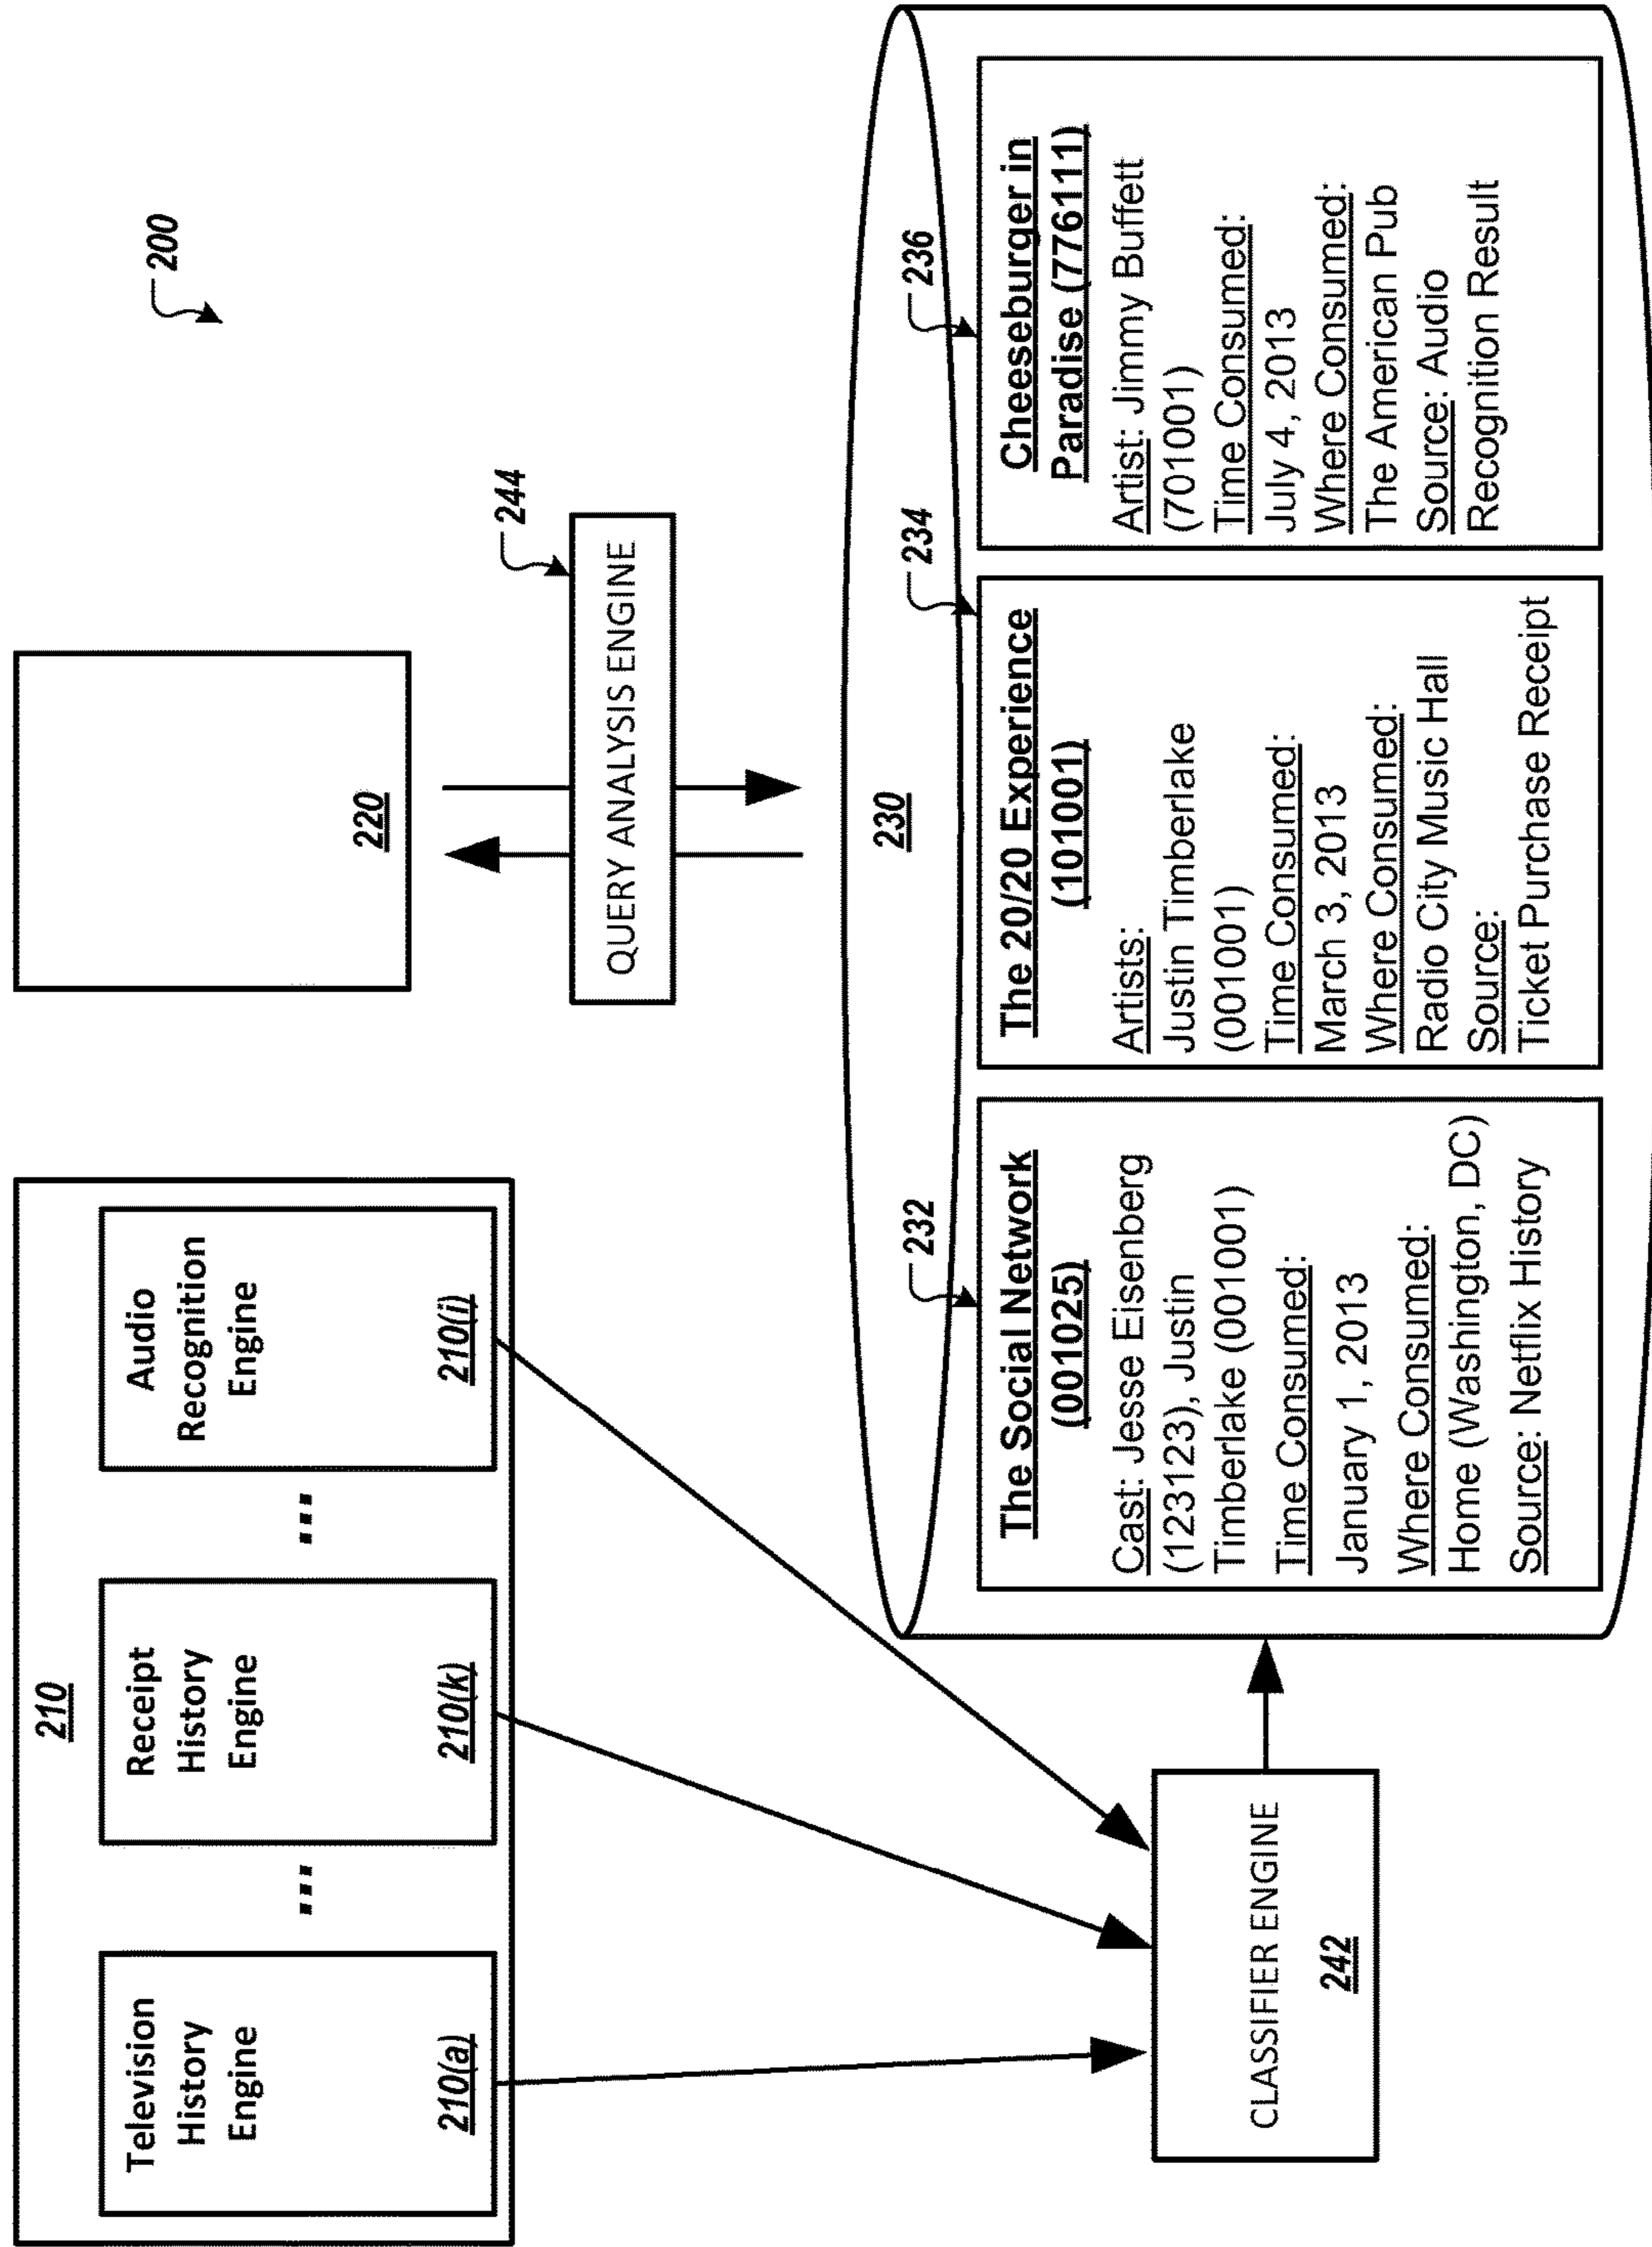 200
210
Television
History
Engine
210(a)
...
Receipt
History
Engine
210(k)
...
Audio
Recognition
Engine
210(i)
220
QUERY ANALYSIS ENGINE
244
CLASSIFIER ENGINE
242
230
232
The Social Network
(001025)
Cast: Jesse Eisenberg
(123123), Justin
Timberlake (001001)
Time Consumed:
January 1, 2013
Where Consumed:
Home (Washington, DC)
Source: Netflix History
234
The 20/20 Experience
(101001)
Artists:
Justin Timberlake
(001001)
Time Consumed:
March 3, 2013
Where Consumed:
Radio City Music Hall
Source:
Ticket Purchase Receipt
236
Cheeseburger in
Paradise (776111)
Artist: Jimmy Buffett
(701001)
Time Consumed:
July 4, 2013
Where Consumed:
The American Pub
Source: Audio
Recognition Result